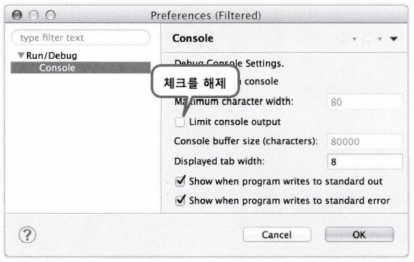 Preferences (Filtered)
type filter text
Run/Debug
Console
Console
Debug Console Settings.
console
체크를 해제
Maximum character width: 80
Limit console output
Console buffer size (characters): 80000
Displayed tab width: 8
Show when program writes to standard out
Show when program writes to standard error
?
Cancel
OK